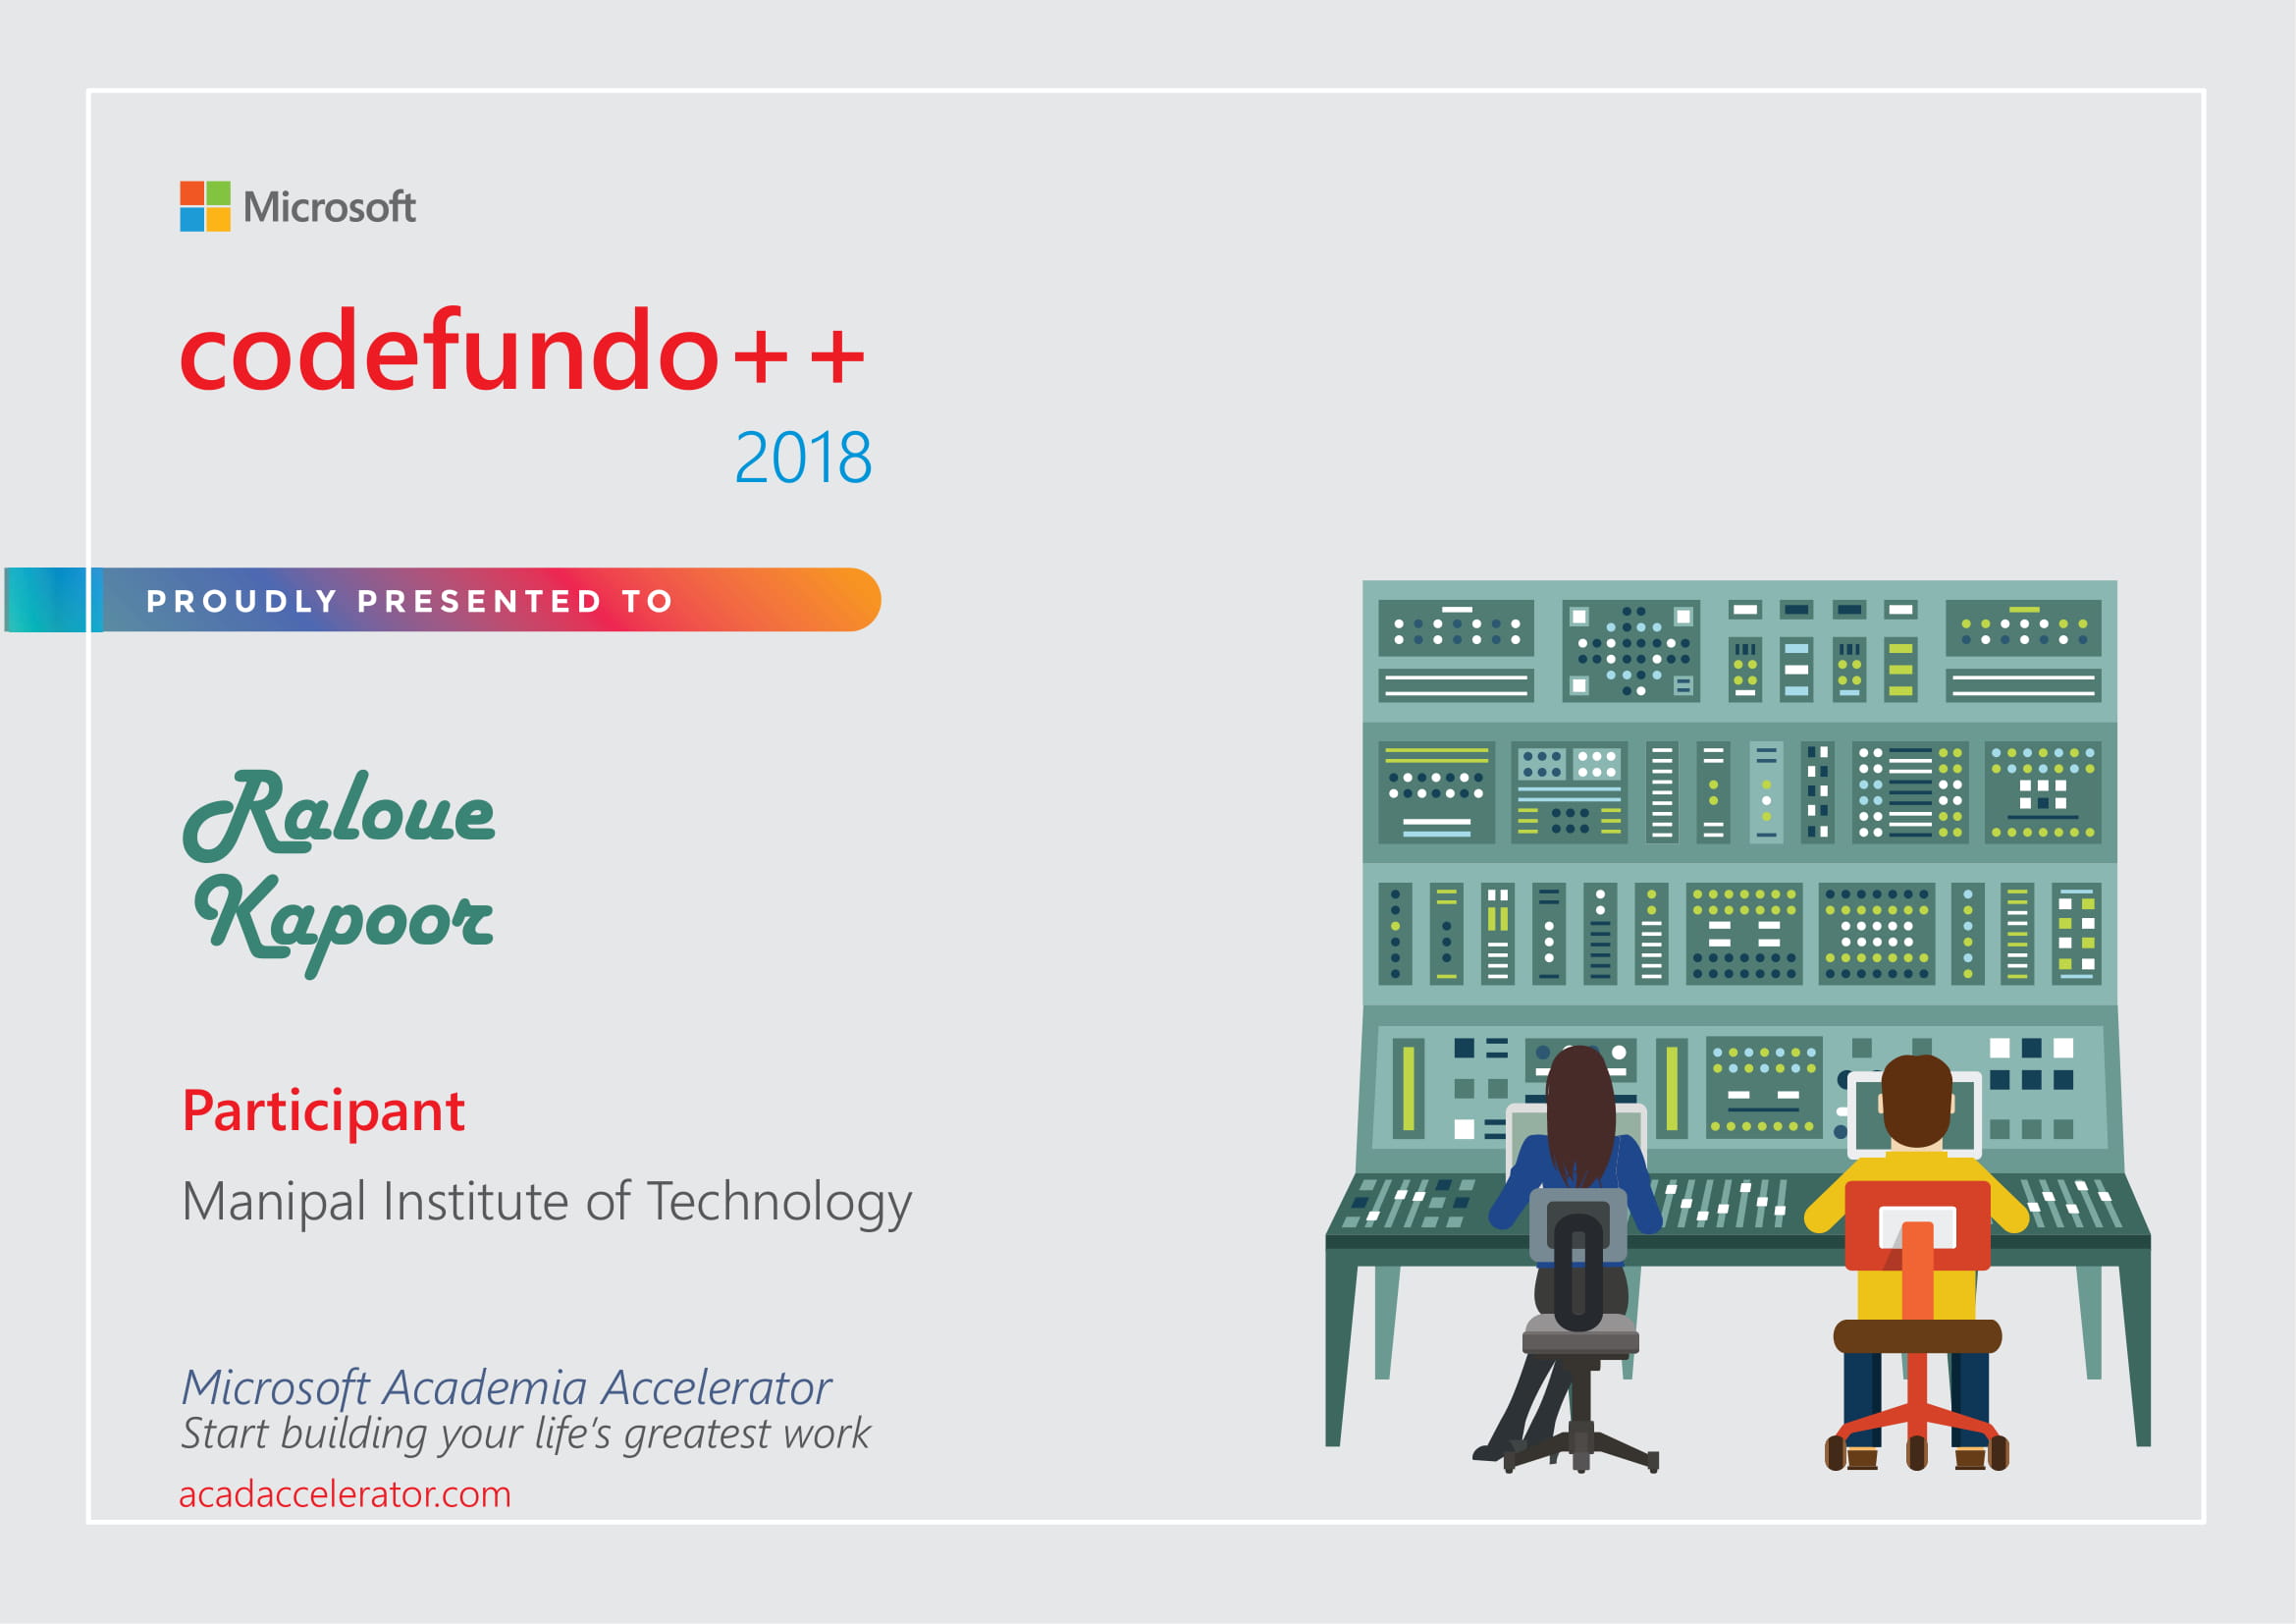 Microsoft
codefundo++
2018
PROUDLY PRESENTED TO
Raloue
Kapoor
Participant
Manipal Institute of Technology
Microsoft Academia Accelerator
Start building your life's greatest work
acadaccelerator.com